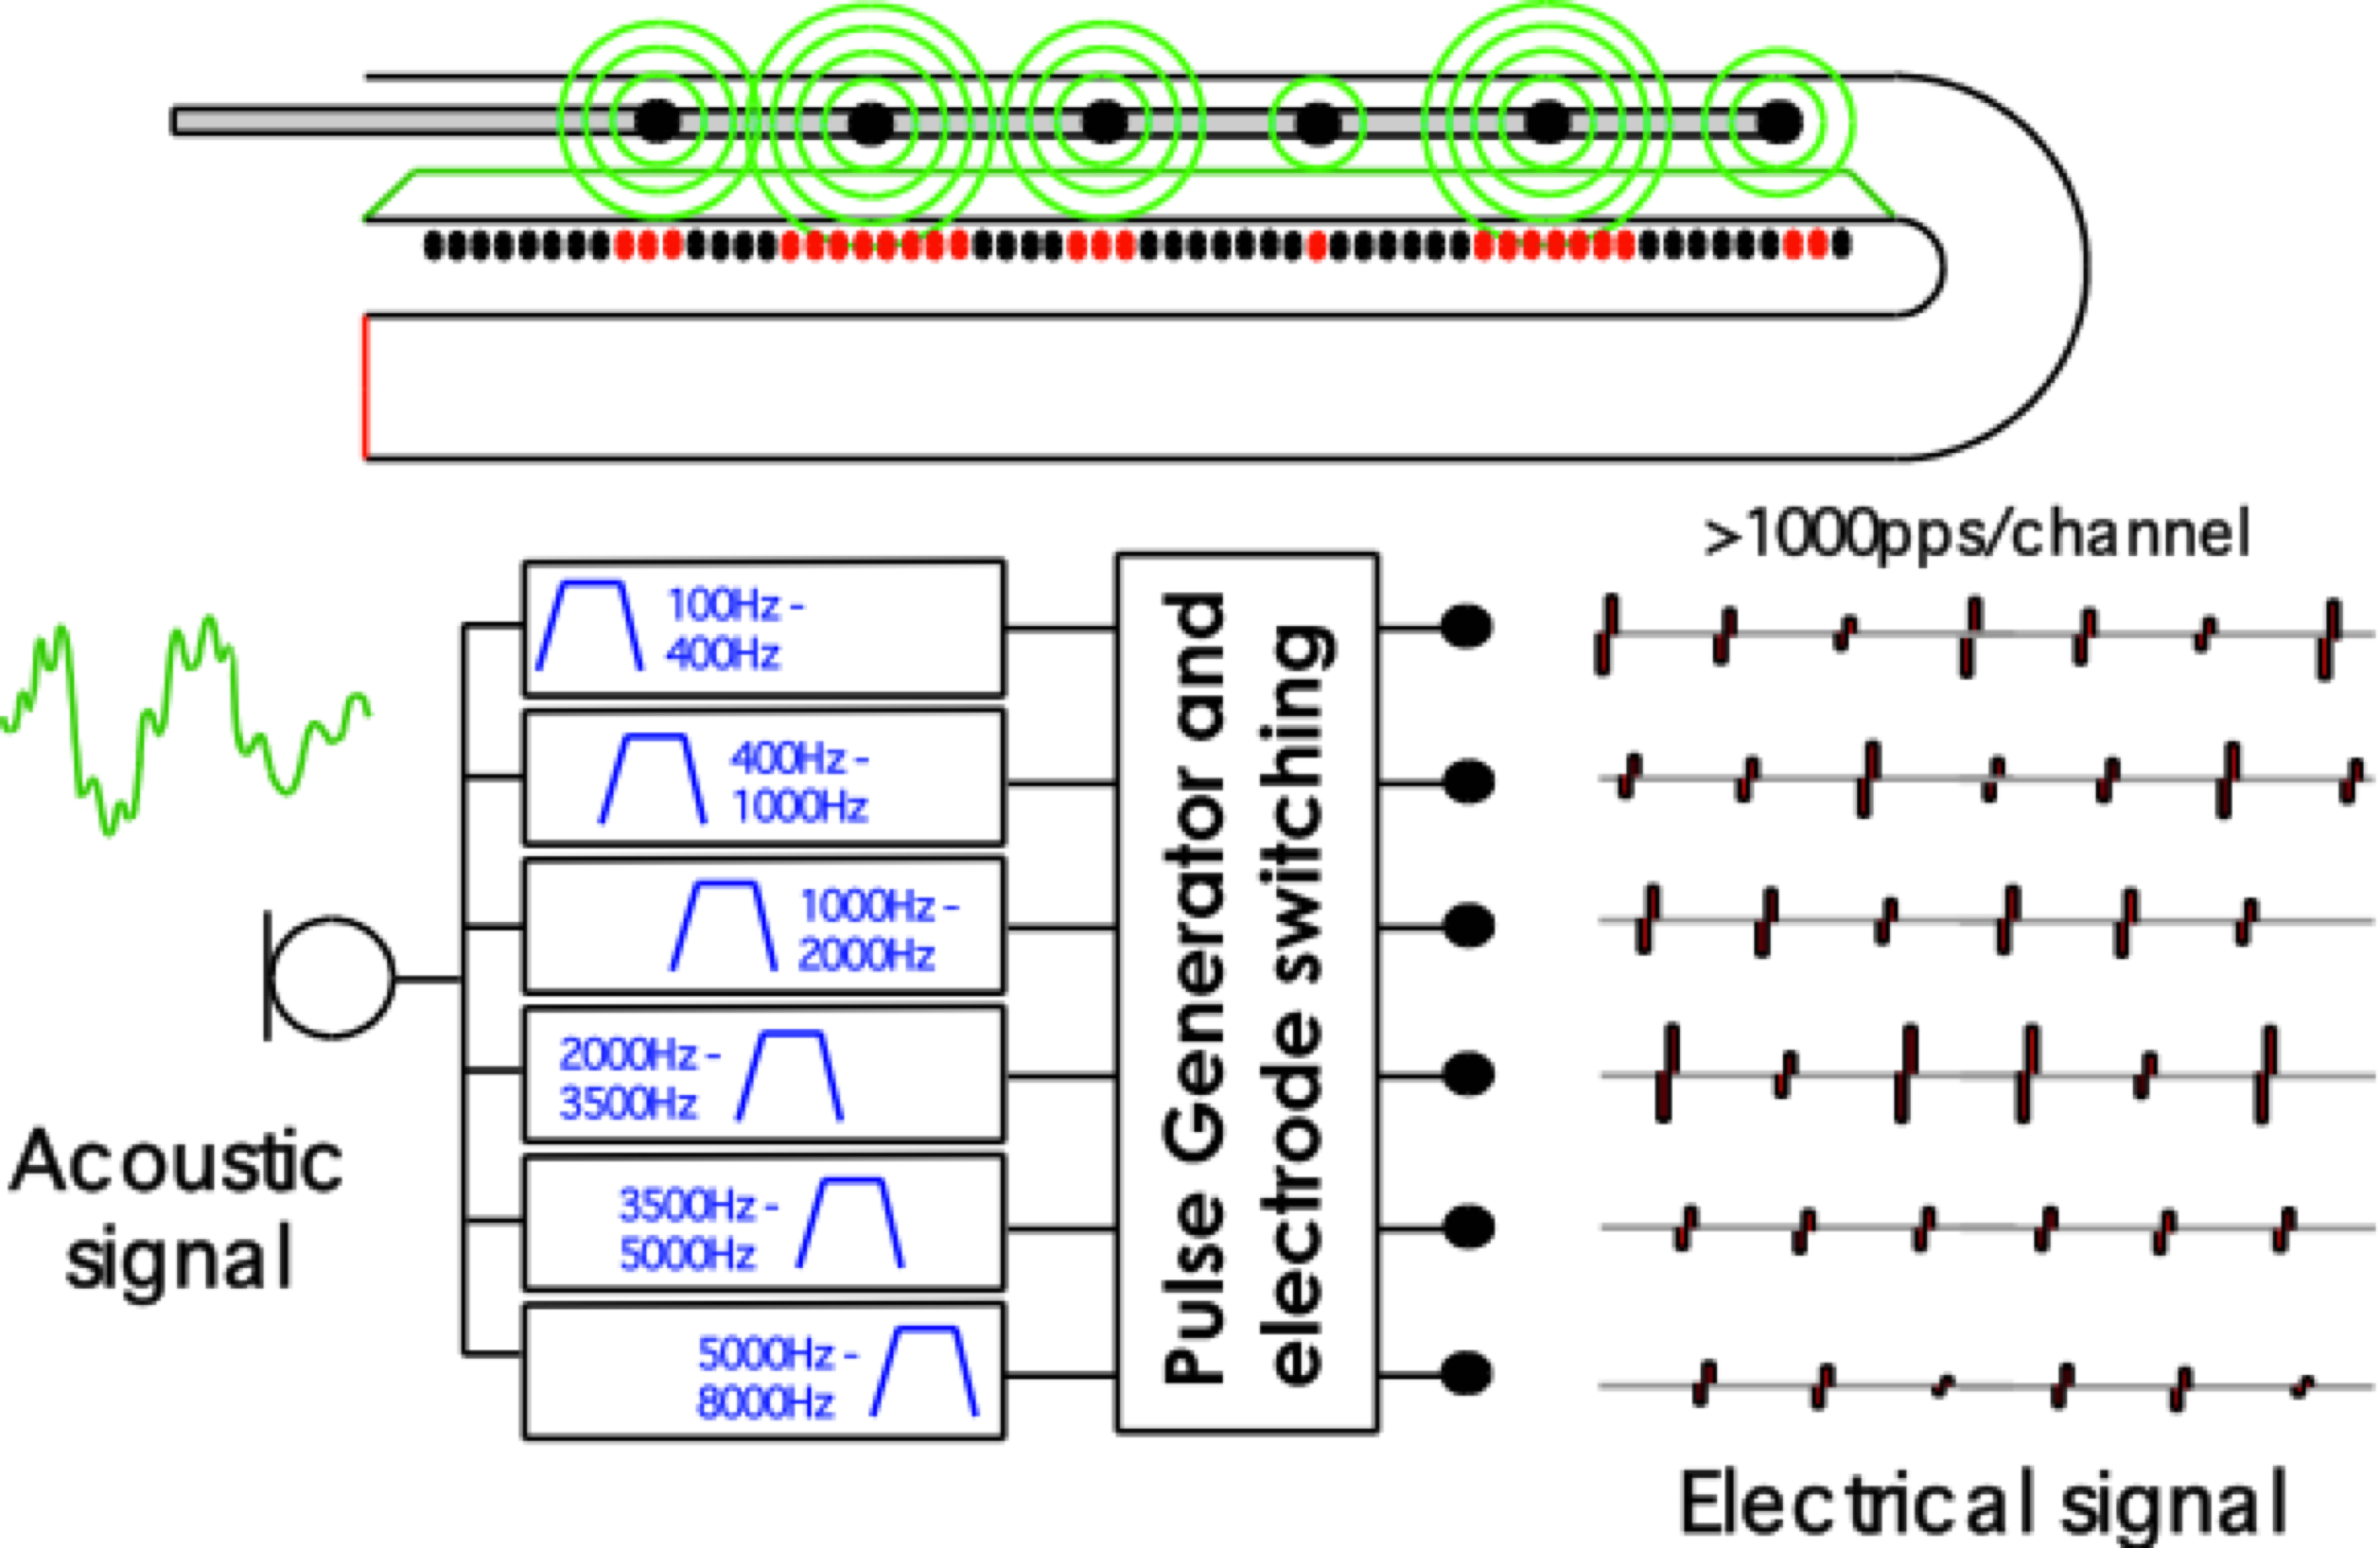 >1000pps/channel
100Hz -
400Hz
400Hz -
1000Hz
1000Hz -
2000Hz
2000Hz -
3500Hz
3500Hz -
5000Hz
5000Hz -
8000Hz
Pulse Generator and
electrode switching
Acoustic
signal
Electrical signal